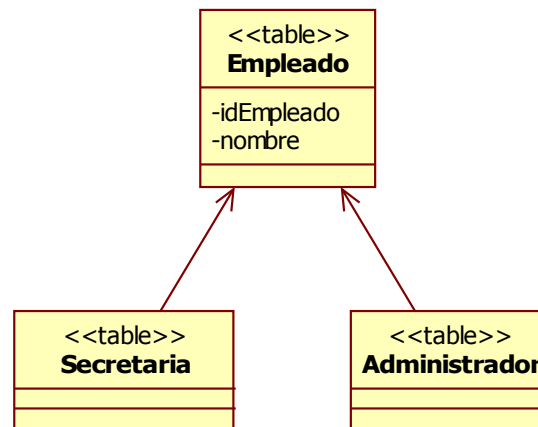 <<table>>
Empleado
-idEmpleado
-nombre
<<table>>
Secretaria
<<table>>
Administrador